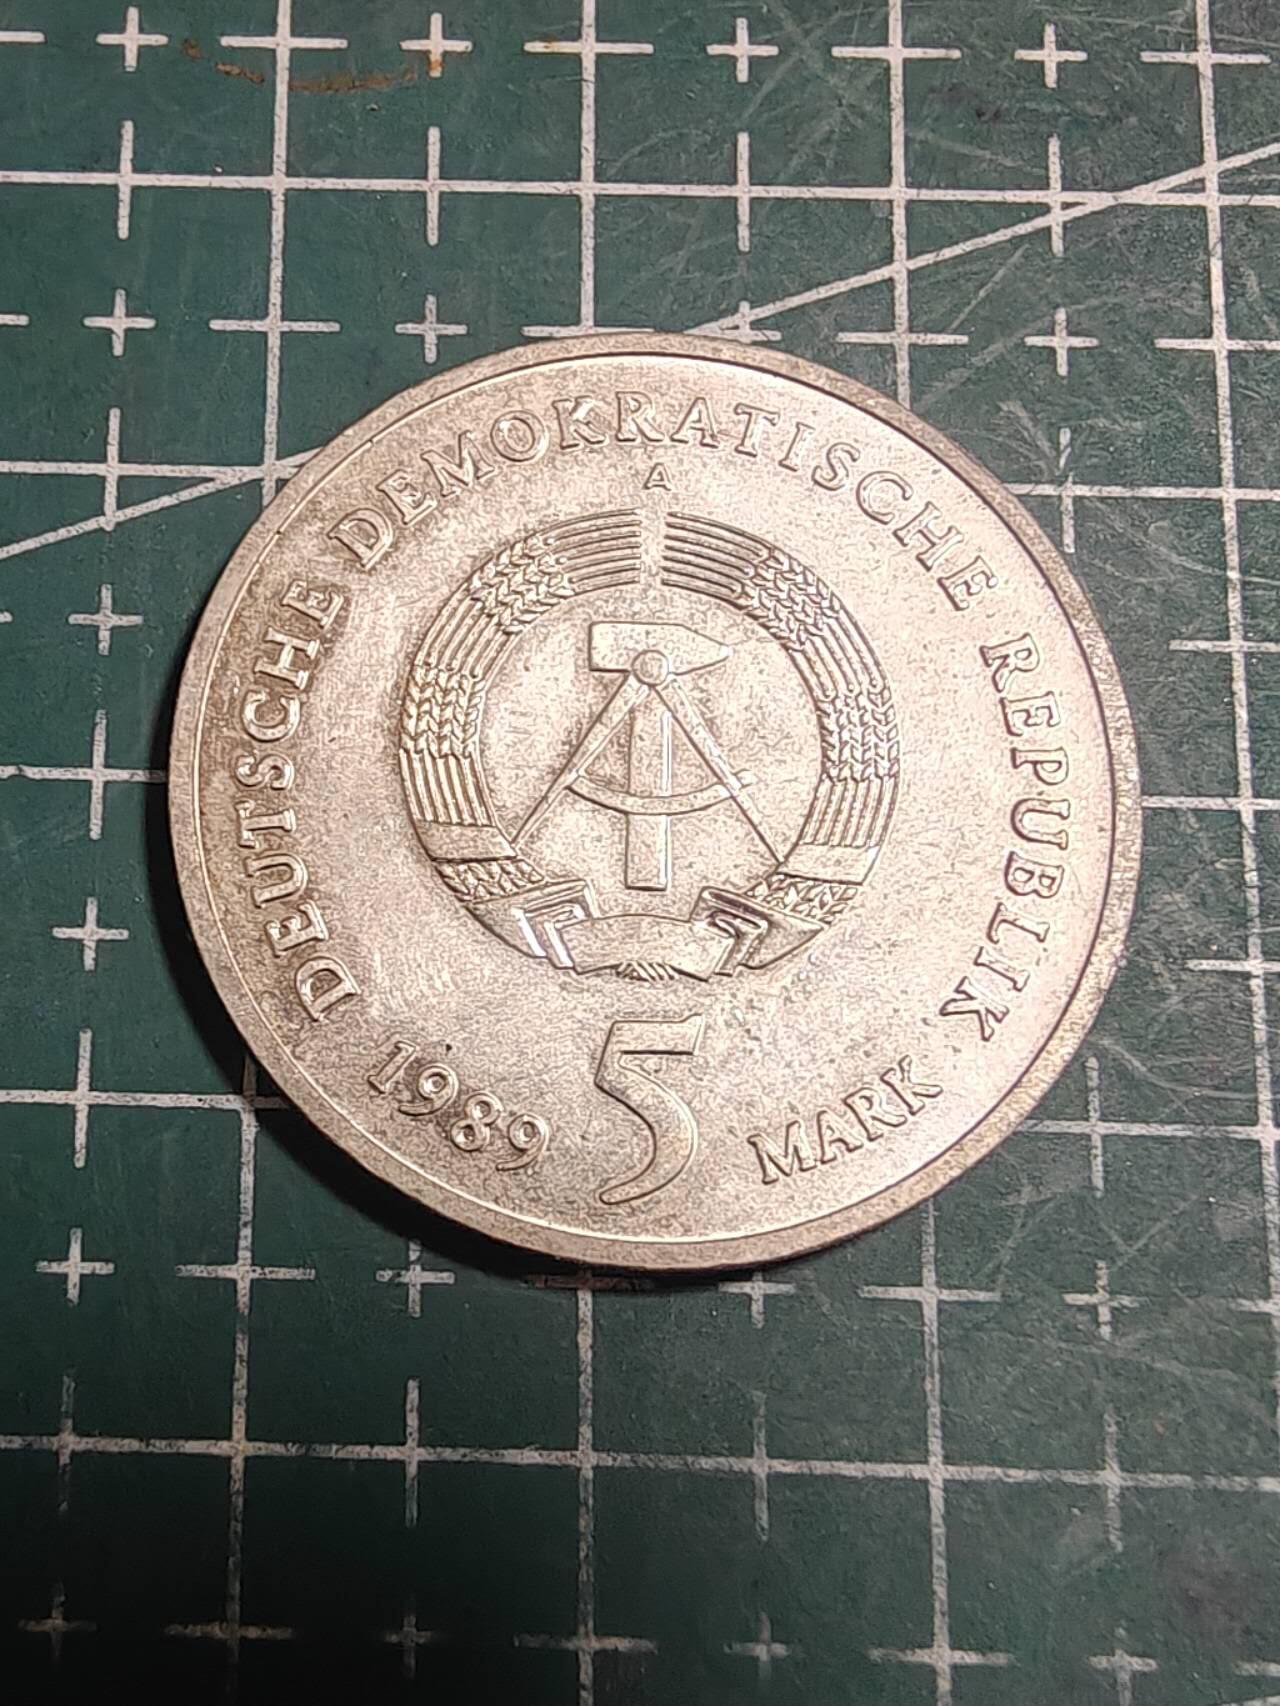 DEUTSCHE DEMOKRATISCHE REPUBLIK
A
1989 5 MARK